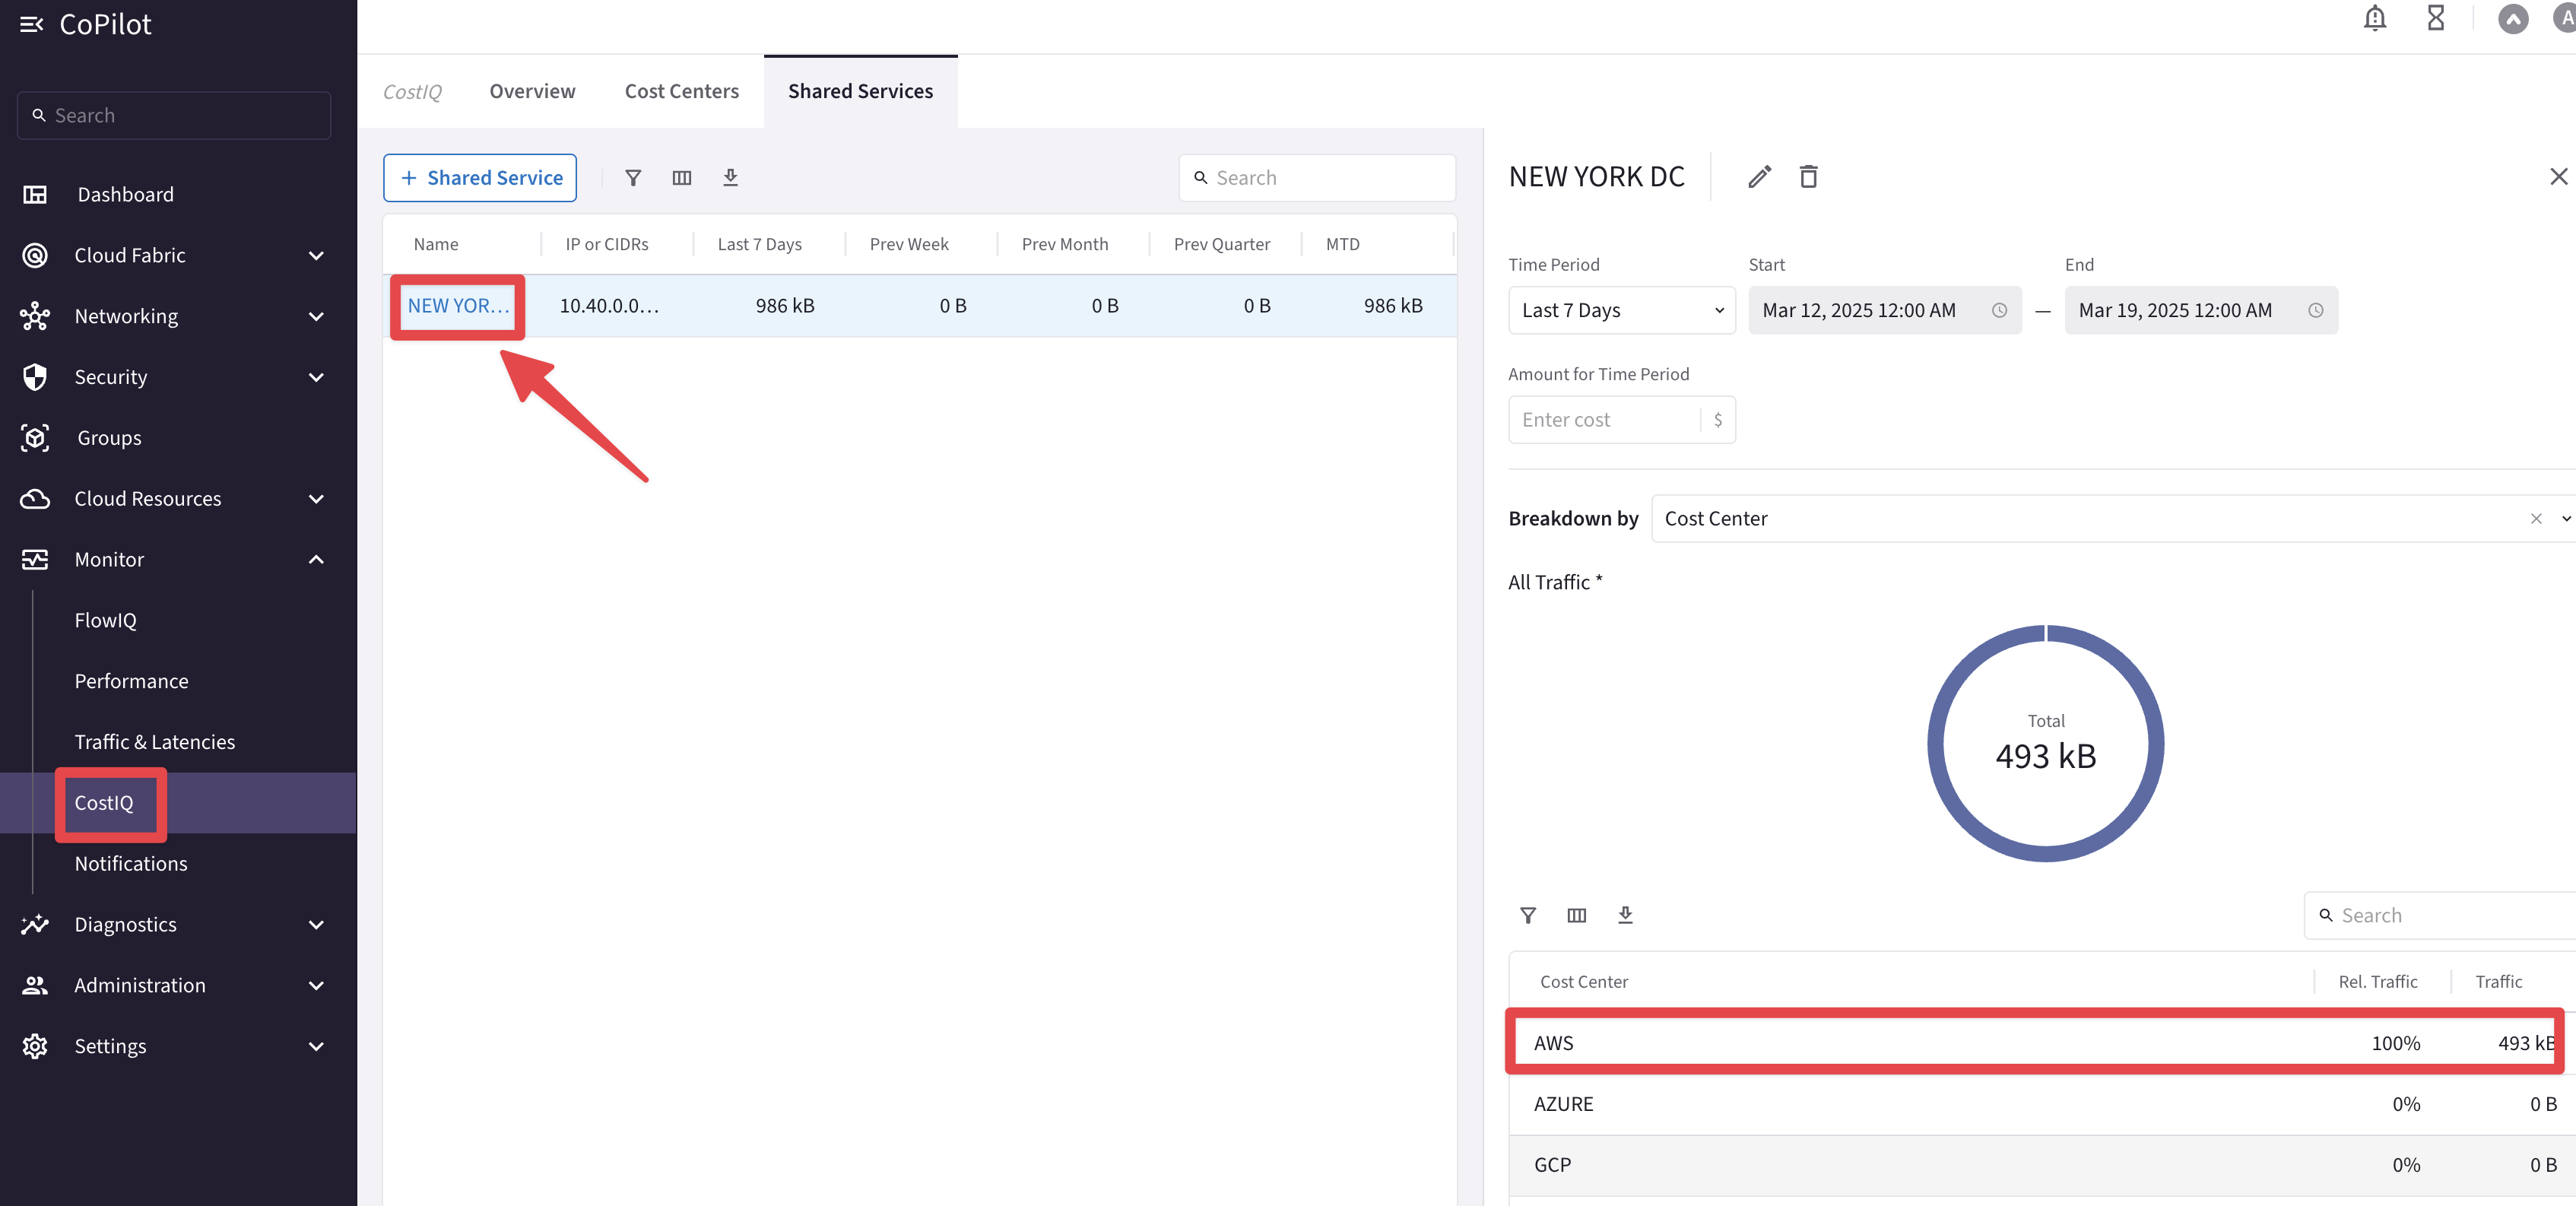 CoPilot
A
Search
Dashboard
Cloud Fabric
Networking
Security
Groups
Cloud Resources
Monitor
FlowIQ
Performance
Traffic & Latencies
CostIQ
Notifications
Diagnostics
Administration
Settings
CostIQ Overview Cost Centers Shared Services
+ Shared Service
Search
Name IP or CIDRs Last 7 Days Prev Week Prev Month Prev Quarter MTD
NEW YOR... 10.40.0.0... 986 kB 0 B 0 B 0 B 986 kB
NEW YORK DC
Time Period Start End
Last 7 Days Mar 12, 2025 12:00 AM — Mar 19, 2025 12:00 AM
Amount for Time Period
Enter cost $
Breakdown by Cost Center
All Traffic *
Total
493 kB
Search
Cost Center Rel. Traffic Traffic
AWS 100% 493 kB
AZURE 0% 0 B
GCP 0% 0 B